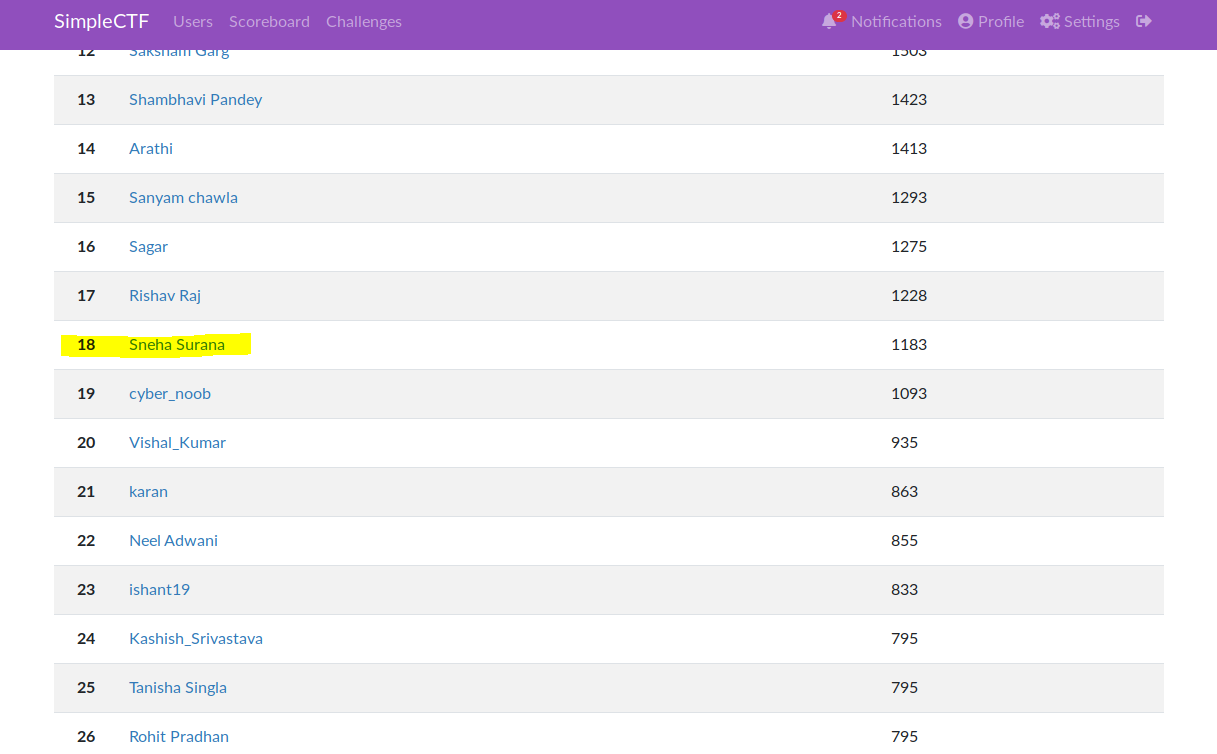 SimpleCTF Users Scoreboard Challenges 2 Notifications Profile Settings
12 Saksham Garg 1503
13 Shambhavi Pandey 1423
14 Arathi 1413
15 Sanyam chawla 1293
16 Sagar 1275
17 Rishav Raj 1228
18 Sneha Surana 1183
19 cyber_noob 1093
20 Vishal_Kumar 935
21 karan 863
22 Neel Adwani 855
23 ishant19 833
24 Kashish_Srivastava 795
25 Tanisha Singla 795
26 Rohit Pradhan 795